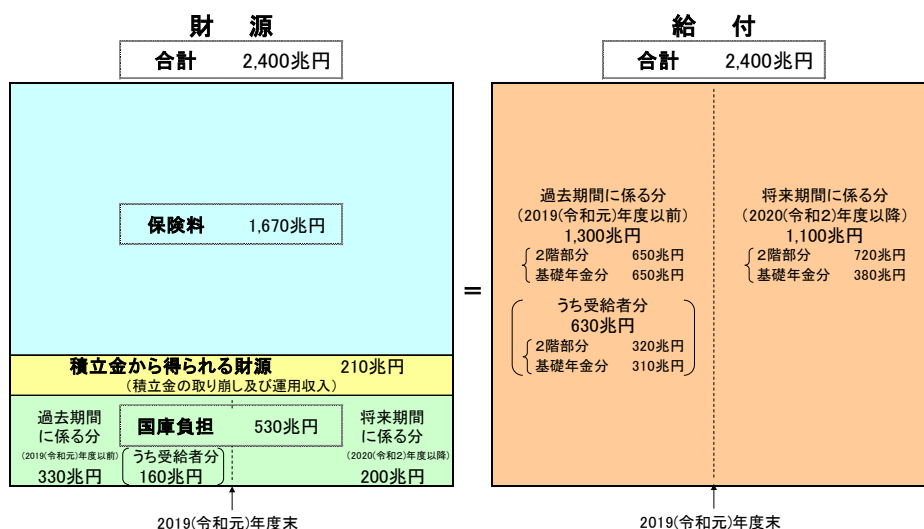 財　源
合計　2,400兆円
保険料　1,670兆円
積立金から得られる財源　210兆円
(積立金の取り崩し及び運用収入)
過去期間
に係る分
(2019(令和元)年度以前)
330兆円
国庫負担　530兆円
うち受給者分
160兆円
将来期間
に係る分
(2020(令和2)年度以降)
200兆円
2019(令和元)年度末
=
給　付
合計　2,400兆円
過去期間に係る分
(2019(令和元)年度以前)
1,300兆円
2階部分　650兆円
基礎年金分　650兆円
うち受給者分
630兆円
2階部分　320兆円
基礎年金分　310兆円
将来期間に係る分
(2020(令和2)年度以降)
1,100兆円
2階部分　720兆円
基礎年金分　380兆円
2019(令和元)年度末